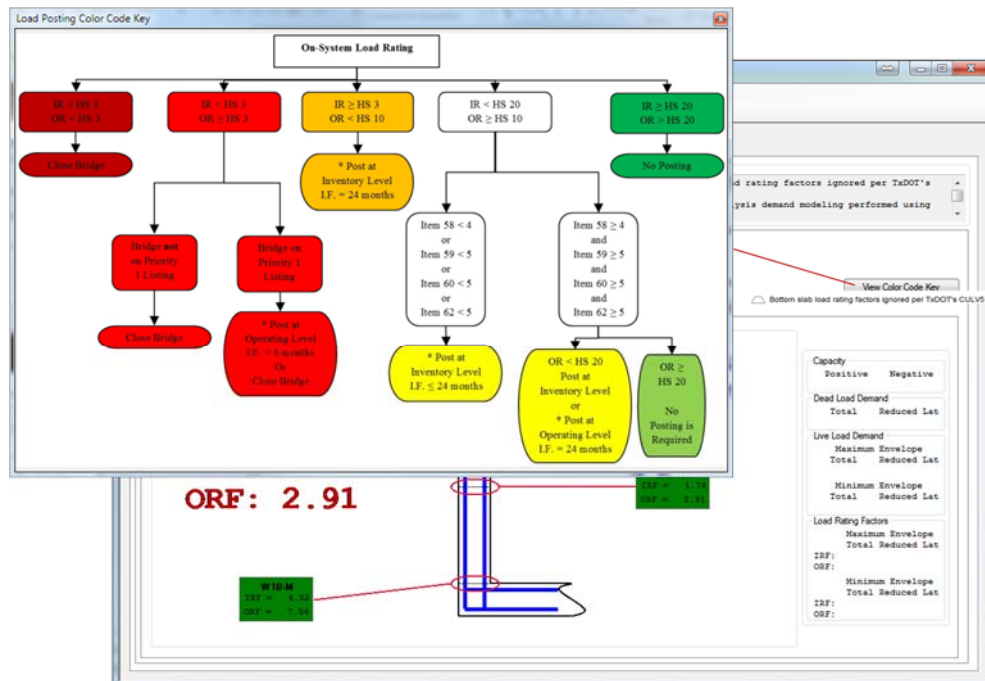 Load Posting Color Code Key
On-System Load Rating
IR < HS 3
OR < HS 3
IR < HS 3
OR ≥ HS 3
IR ≥ HS 3
OR < HS 10
IR < HS 20
OR ≥ HS 10
IR ≥ HS 20
OR > HS 20
Close Bridge
* Post at
Inventory Level
I.F. = 24 months
No Posting
Bridge not
on Priority 1
Listing
Bridge on
Priority 1
Listing
Item 58 < 4
or
Item 59 < 5
or
Item 60 < 5
or
Item 62 < 5
Item 58 ≥ 4
and
Item 59 ≥ 5
and
Item 60 ≥ 5
and
Item 62 ≥ 5
Close Bridge
* Post at
Operating Level
I.F. = 6 months
Or
Close Bridge
* Post at
Inventory Level
I.F. ≤ 24 months
OR < HS 20
Post at
Inventory Level
or
* Post at
Operating Level
I.F. = 24 months
OR ≥
HS 20
No
Posting is
Required
rating factors ignored per TxDOT's
demand modeling performed using
View Color Code Key
Bottom slab load rating factors ignored per TxDOT's CULV5
Capacity
Positive Negative
Dead Load Demand
Total Reduced Lat
Live Load Demand
Maximum Envelope
Total Reduced Lat
Minimum Envelope
Total Reduced Lat
Load Rating Factors
Maximum Envelope
Total Reduced Lat
IRF:
ORF:
Minimum Envelope
Total Reduced Lat
IRF:
ORF:
ORF: 2.91
IRF = 1.74
ORF = 2.91
IRF = 4.52
ORF = 7.54